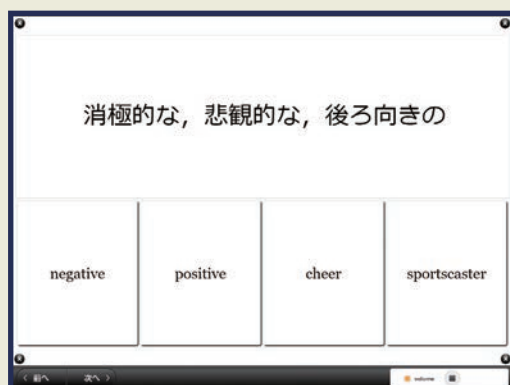 消極的な，悲観的な，後ろ向きの
negative
positive
cheer
sportscaster
< 前へ
次へ >
volume